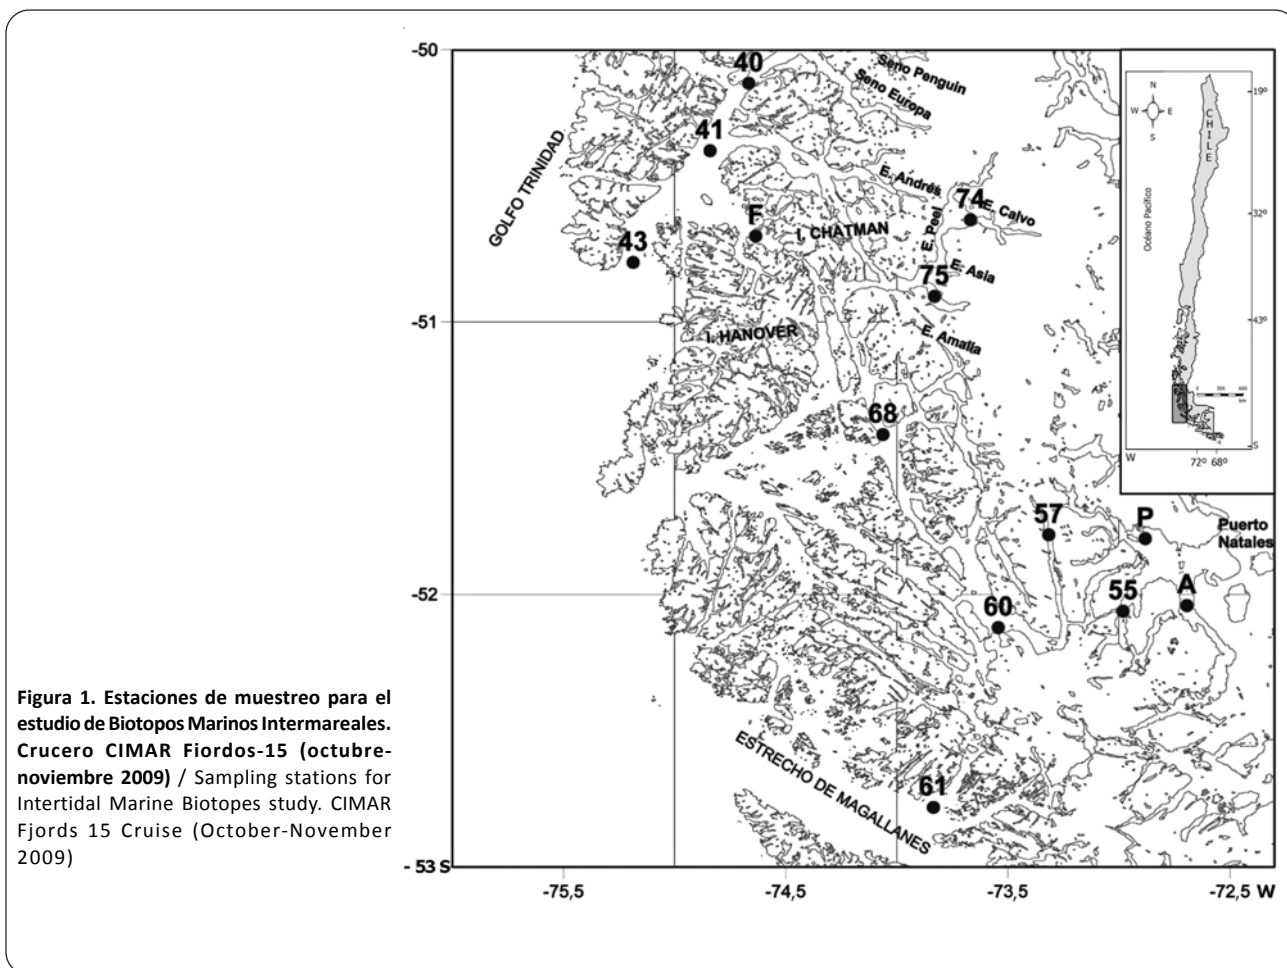 -50
-51
-52
-53 S
-75,5
-74,5
-73,5
-72,5 W
40
41
43
F
74
75
68
57
P
55
A
60
61
Seno Penguin
Seno Europa
GOLFO TRINIDAD
E. Andrés
E. Calvo
E. Peel
I. CHATMAN
E. Asia
I. HANOVER
E. Amalia
Puerto
Natales
ESTRECHO DE MAGALLANES
N
W E
S
CHILE
Océano Pacífico
19º
32º
43º
0 300 600
S
W
72º 68º
Figura 1. Estaciones de muestreo para el
estudio de Biotopos Marinos Intermareales.
Crucero CIMAR Fiordos-15 (octubre-
noviembre 2009) / Sampling stations for
Intertidal Marine Biotopes study. CIMAR
Fjords 15 Cruise (October-November
2009)